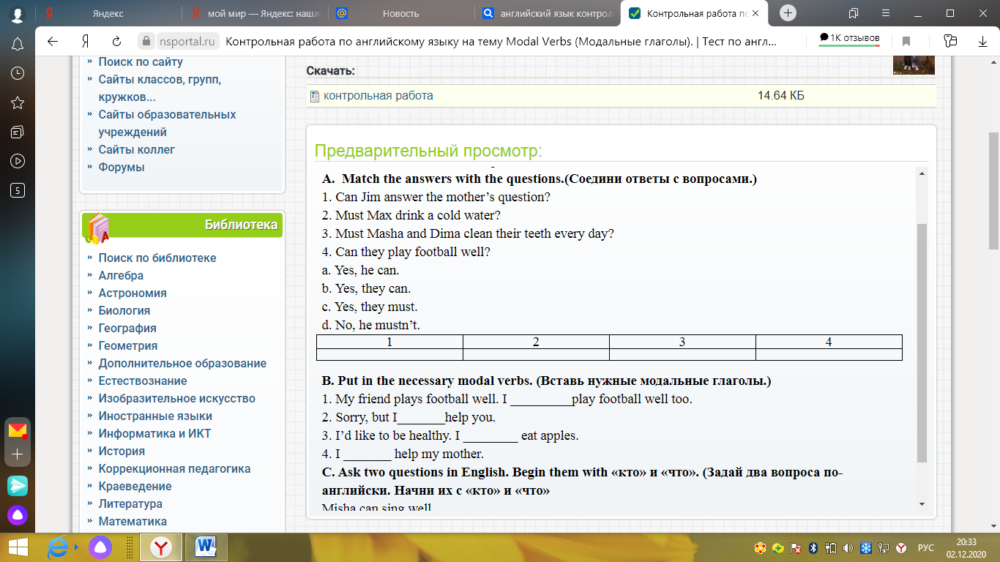 Яндекс
мой мир — Яндекс: нашл
Новость
английский язык контрол
Контрольная работа по
nsportal.ru
Контрольная работа по английскому языку на тему Modal Verbs (Модальные глаголы). | Тест по англ...
1К отзывов
5
Поиск по сайту
Сайты классов, групп,
кружков...
Сайты образовательных
учреждений
Сайты коллег
Форумы
Библиотека
Поиск по библиотеке
Алгебра
Астрономия
Биология
География
Геометрия
Дополнительное образование
Естествознание
Изобразительное искусство
Иностранные языки
Информатика и ИКТ
История
Коррекционная педагогика
Краеведение
Литература
Математика
Скачать:
контрольная работа 14.64 КБ
Предварительный просмотр:
A. Match the answers with the questions.(Соедини ответы с вопросами.)
1. Can Jim answer the mother’s question?
2. Must Max drink a cold water?
3. Must Masha and Dima clean their teeth every day?
4. Can they play football well?
a. Yes, he can.
b. Yes, they can.
c. Yes, they must.
d. No, he mustn’t.
1 2 3 4
B. Put in the necessary modal verbs. (Вставь нужные модальные глаголы.)
1. My friend plays football well. I __________play football well too.
2. Sorry, but I_______help you.
3. I’d like to be healthy. I ________ eat apples.
4. I _______ help my mother.
C. Ask two questions in English. Begin them with «кто» и «что». (Задай два вопроса по-
английски. Начни их с «кто» и «что»
Misha can sing well
РУС
20:33
02.12.2020